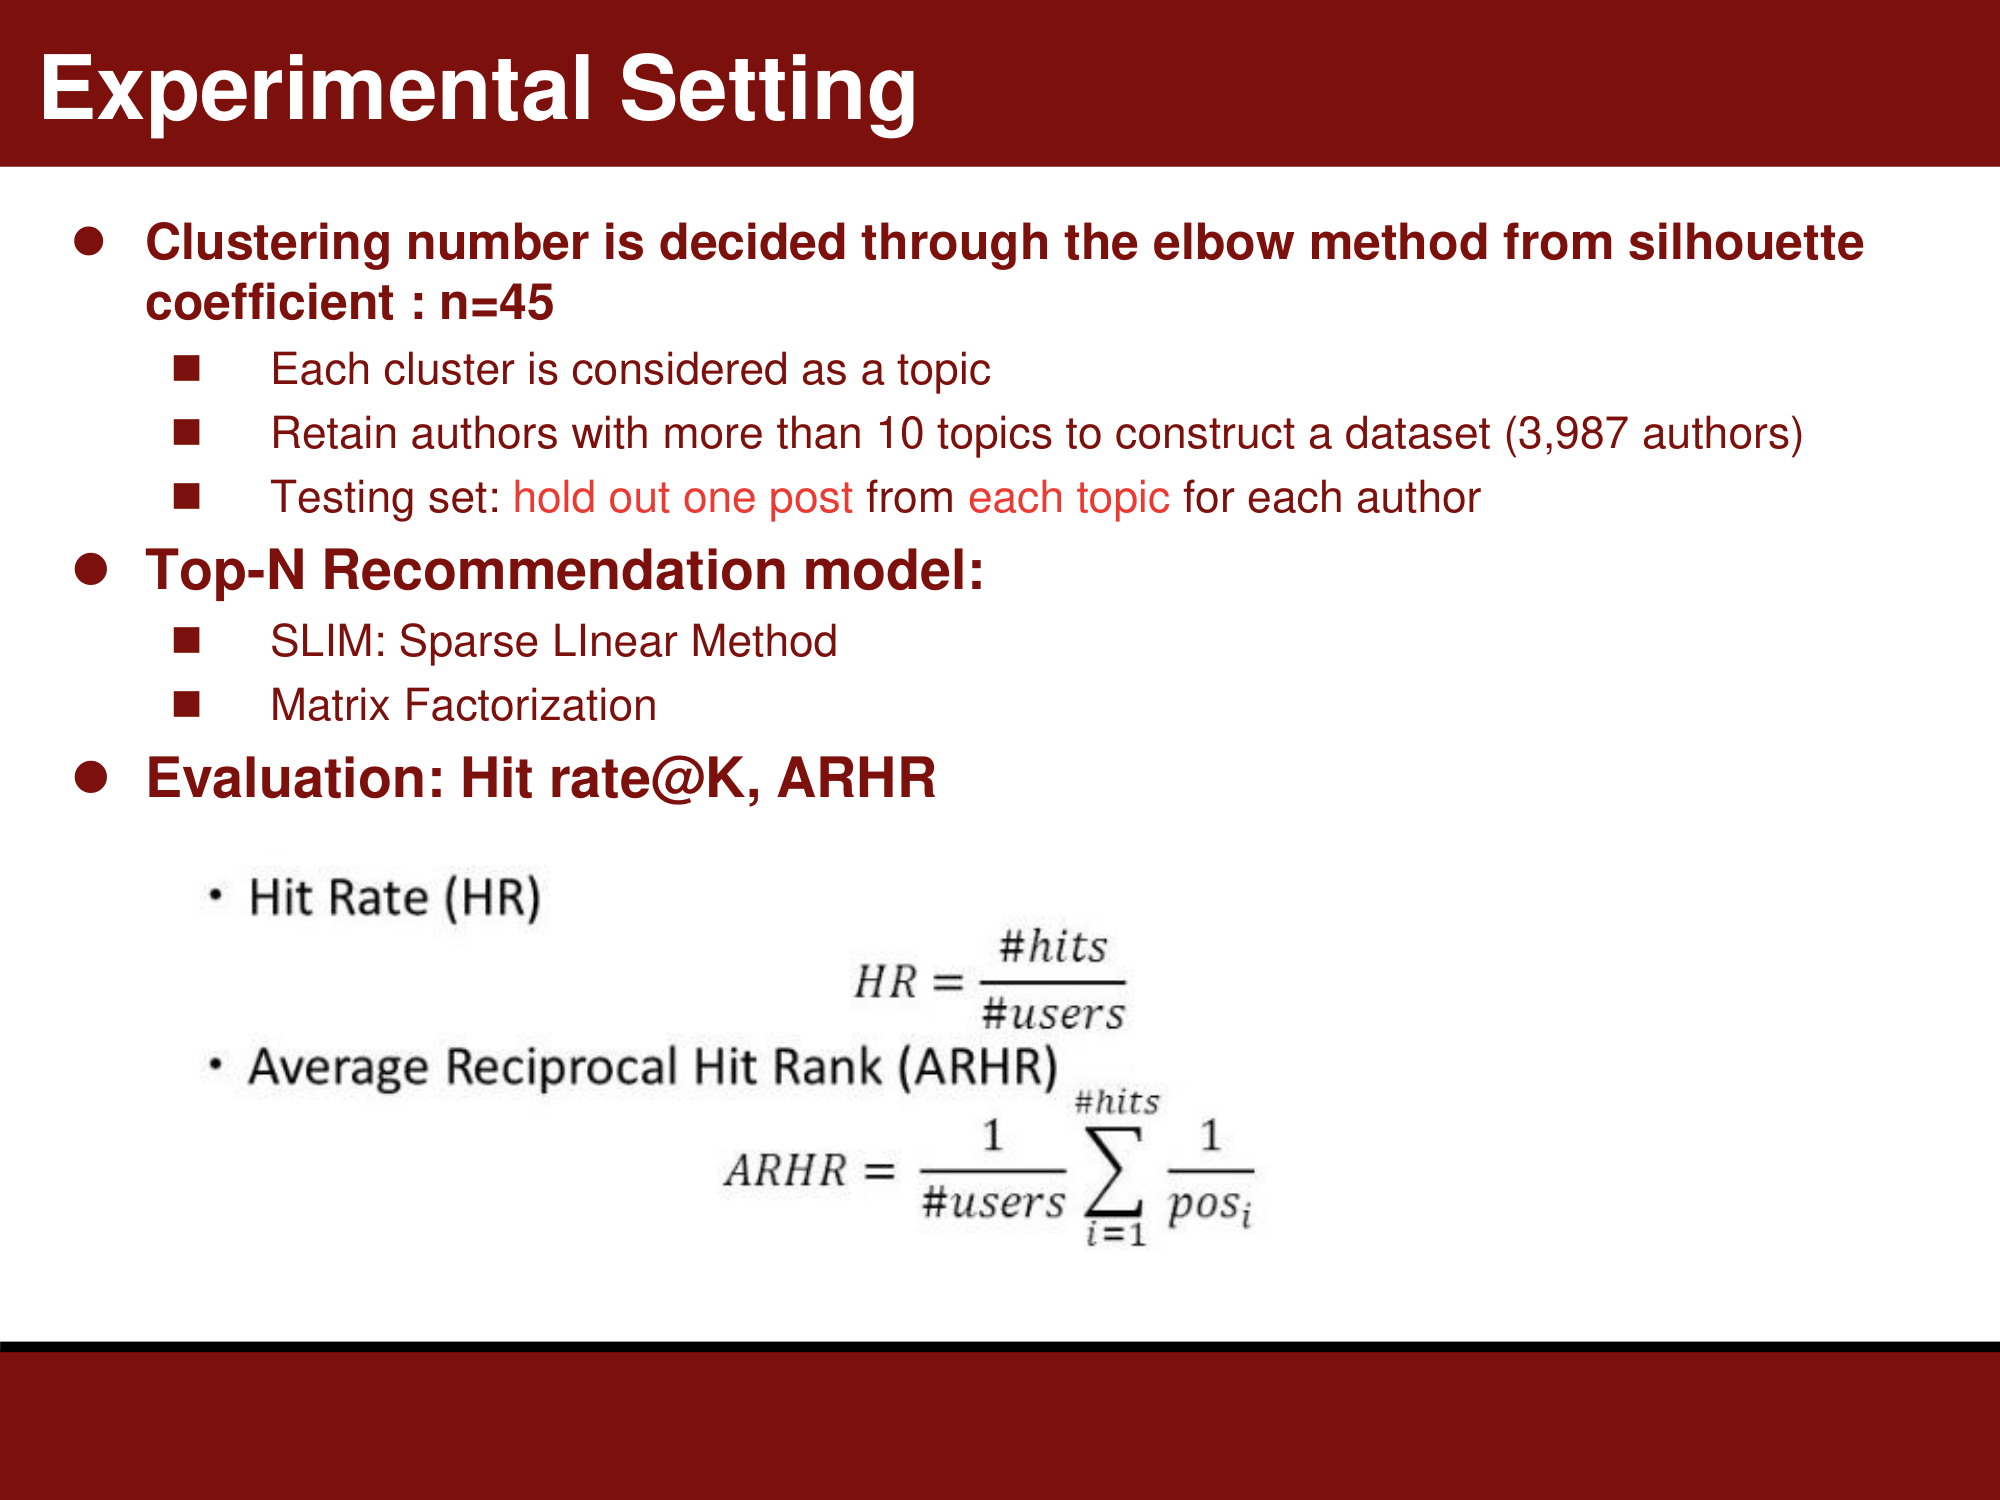 Experimental Setting
● Clustering number is decided through the elbow method from silhouette
coefficient : n=45
■ Each cluster is considered as a topic
■ Retain authors with more than 10 topics to construct a dataset (3,987 authors)
■ Testing set: hold out one post from each topic for each author
● Top-N Recommendation model:
■ SLIM: Sparse LInear Method
■ Matrix Factorization
● Evaluation: Hit rate@K, ARHR
• Hit Rate (HR)
HR = #hits / #users
• Average Reciprocal Hit Rank (ARHR)
ARHR = 1 / #users ∑ i=1 #hits 1 / pos_i